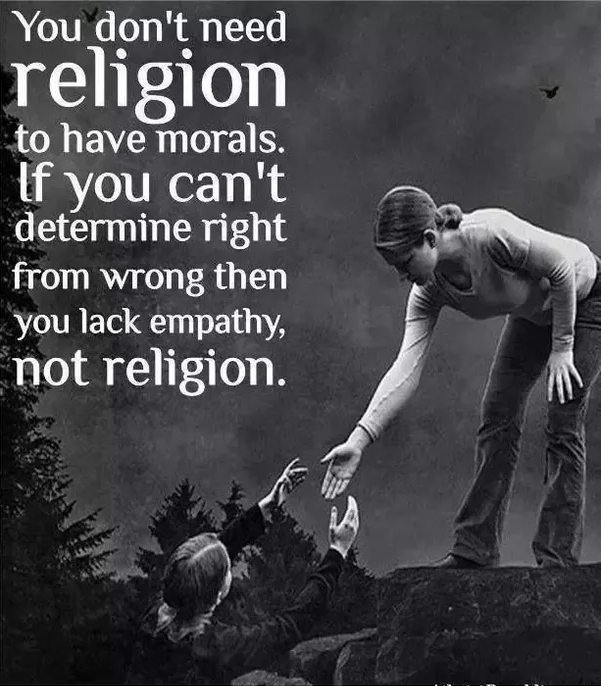 You don't need
religion
to have morals.
If you can't
determine right
from wrong then
you lack empathy,
not religion.